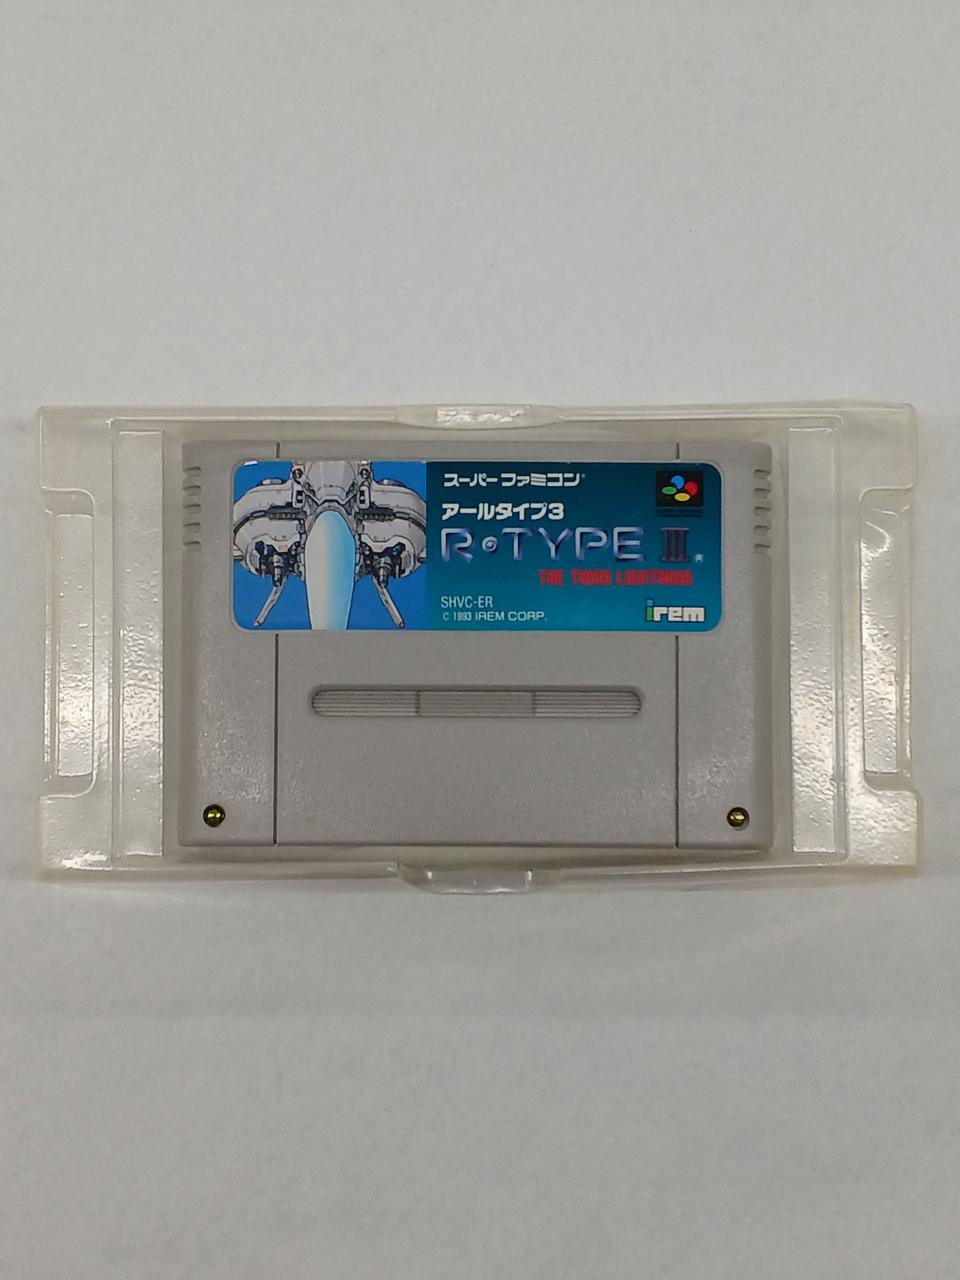 スーパーファミコン
アールタイプ3
R・TYPE III
THE THIRD LIGHTNING
SHVC-ER
© 1993 IREM CORP.
irem